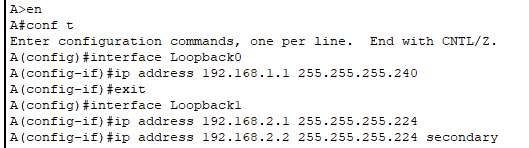 A>en
A#conf t
Enter configuration commands, one per line.  End with CNTL/Z.
A(config)#interface Loopback0
A(config-if)#ip address 192.168.1.1 255.255.255.240
A(config-if)#exit
A(config)#interface Loopback1
A(config-if)#ip address 192.168.2.1 255.255.255.224
A(config-if)#ip address 192.168.2.2 255.255.255.224 secondary